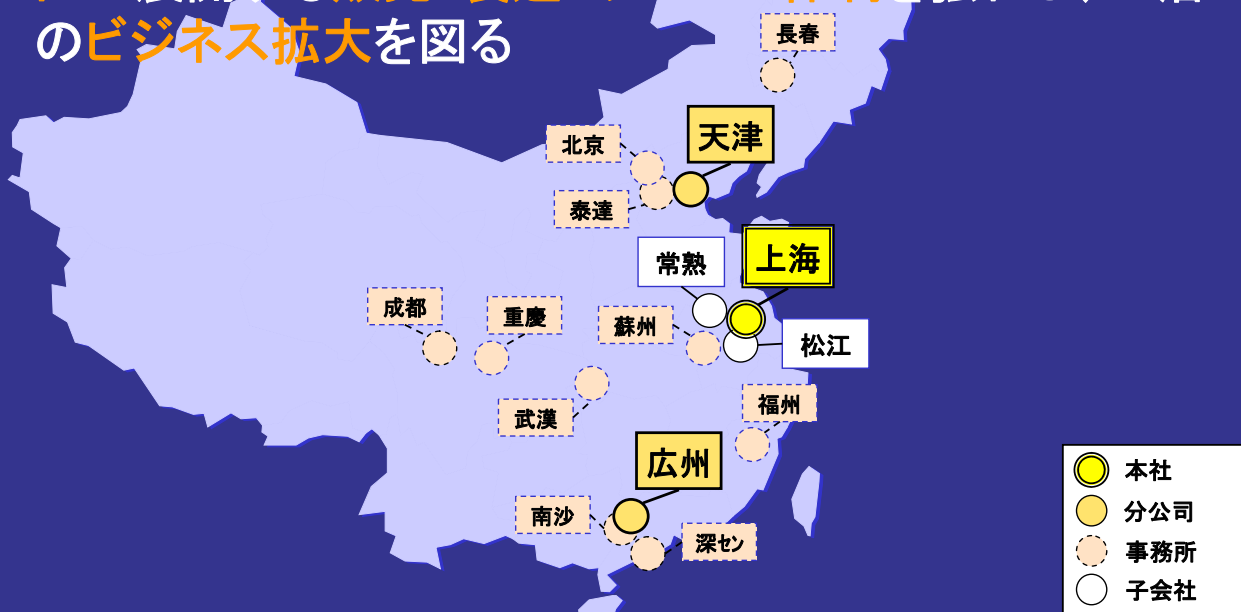 のビジネス拡大を図る
長春
北京
天津
泰達
常熟
上海
成都
重慶
蘇州
松江
武漢
福州
広州
南沙
深セン
本社
分公司
事務所
子会社